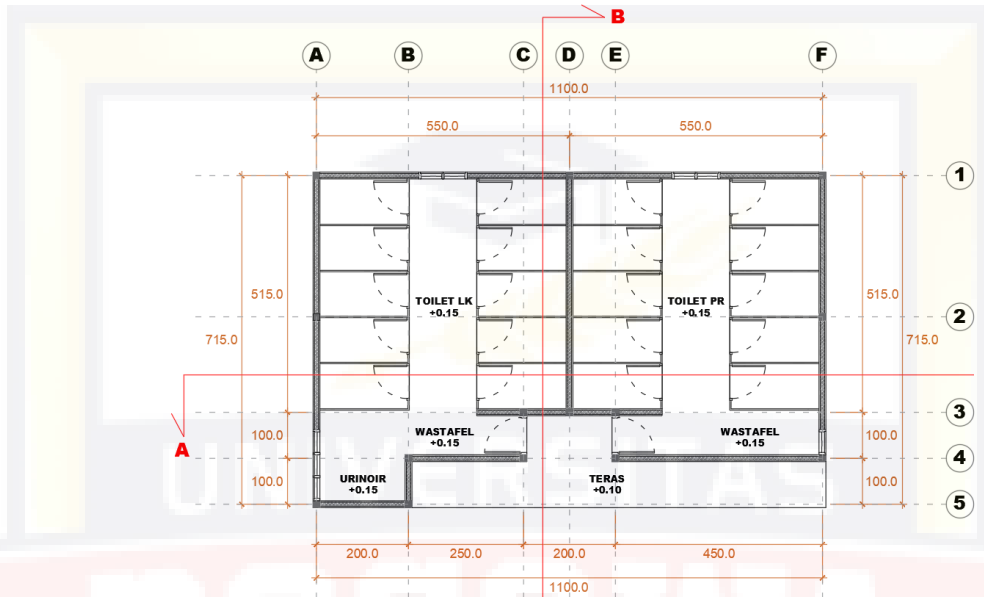 B
A B C D E F
1100.0
550.0 550.0
1
515.0 515.0
TOILET LK
+0.15
TOILET PR
+0.15
2
715.0 715.0
3
WASTAFEL
+0.15
WASTAFEL
+0.15
100.0 100.0
A
4
URINOIR
+0.15
TERAS
+0.10
100.0 100.0
5
UNIVERSITAS
200.0 250.0 200.0 450.0
1100.0